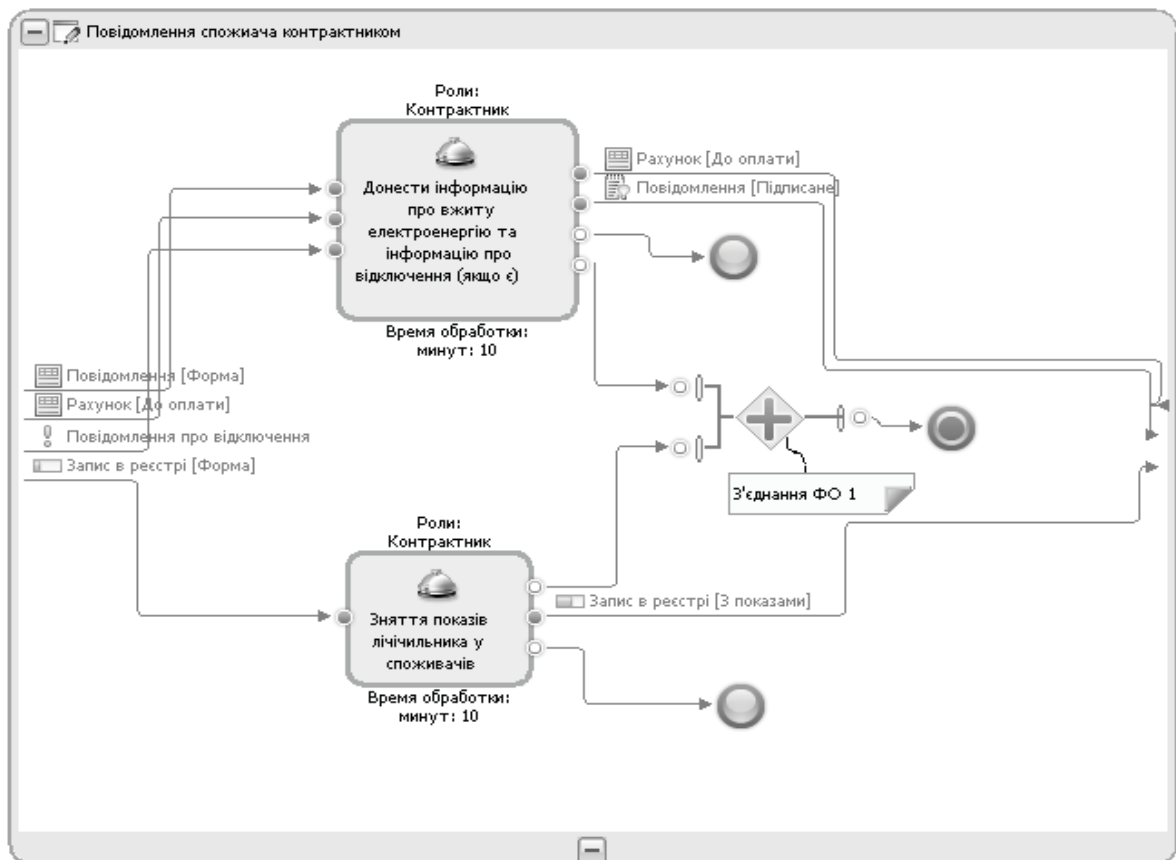 Повідомлення спожиача контрактником
Роли:
Контрактник
Донести інформацію
про вжиту
електроенергію та
інформацію про
відключення (якщо є)
Время обработки:
минут: 10
Рахунок [До оплати]
Повідомлення [Підписане]
Повідомлення [Форма]
Рахунок [До оплати]
Повідомлення про відключення
Запис в реєстрі [Форма]
З'єднання ФО 1
Роли:
Контрактник
Зняття показів
лічічильника у
споживачів
Время обработки:
минут: 10
Запис в реєстрі [З показами]